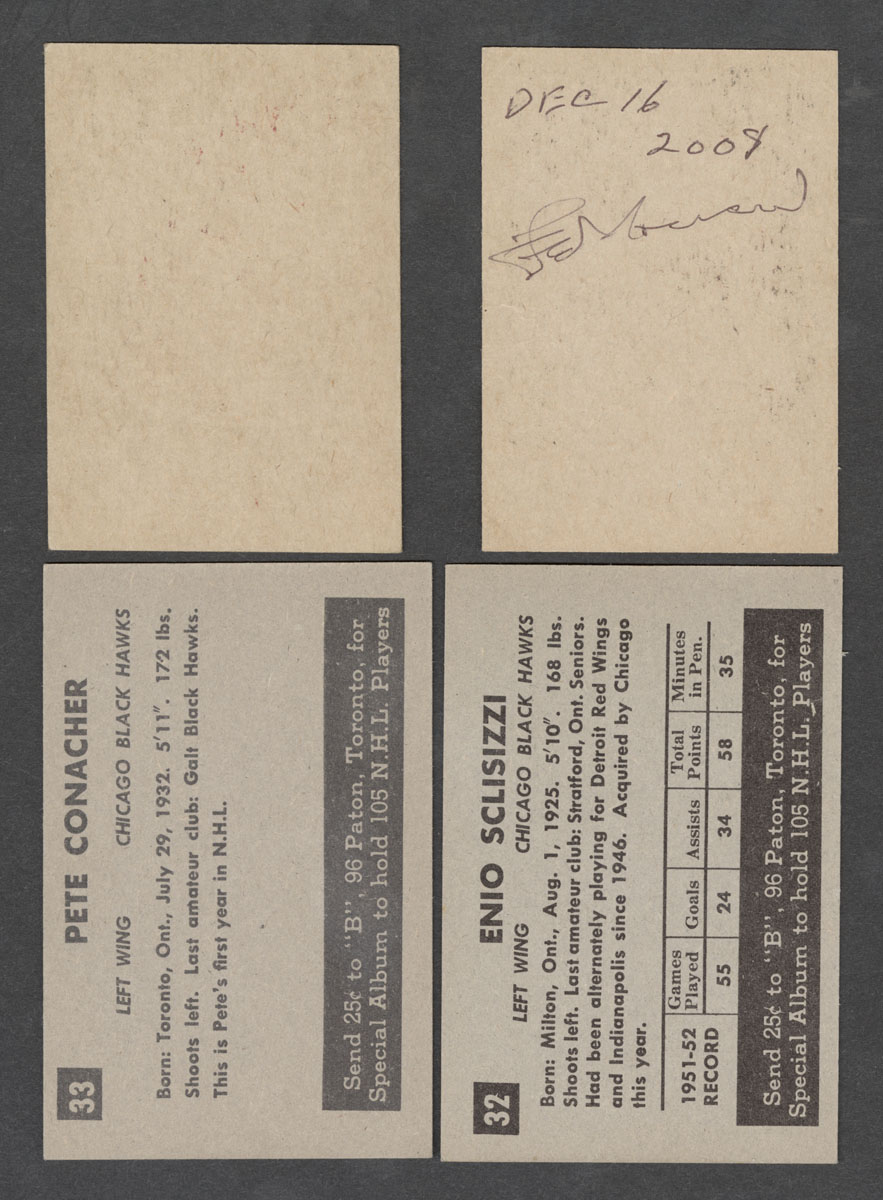 DEC 16
2008
33
PETE CONACHER
LEFT WING CHICAGO BLACK HAWKS
Born: Toronto, Ont., July 29, 1932. 5'11". 172 lbs.
Shoots left. Last amateur club: Galt Black Hawks.
This is Pete's first year in N.H.L.
Send 25¢ to "B", 96 Paton, Toronto, for
Special Album to hold 105 N.H.L. Players
32
ENIO SCLISIZZI
LEFT WING CHICAGO BLACK HAWKS
Born: Milton, Ont., Aug. 1, 1925. 5'10". 168 lbs.
Shoots left. Last amateur club: Stratford, Ont. Seniors.
Had been alternately playing for Detroit Red Wings
and Indianapolis since 1946. Acquired by Chicago
this year.
1951-52 RECORD
Games Played Goals Assists Total Points Minutes in Pen.
55 24 34 58 35
Send 25¢ to "B", 96 Paton, Toronto, for
Special Album to hold 105 N.H.L. Players